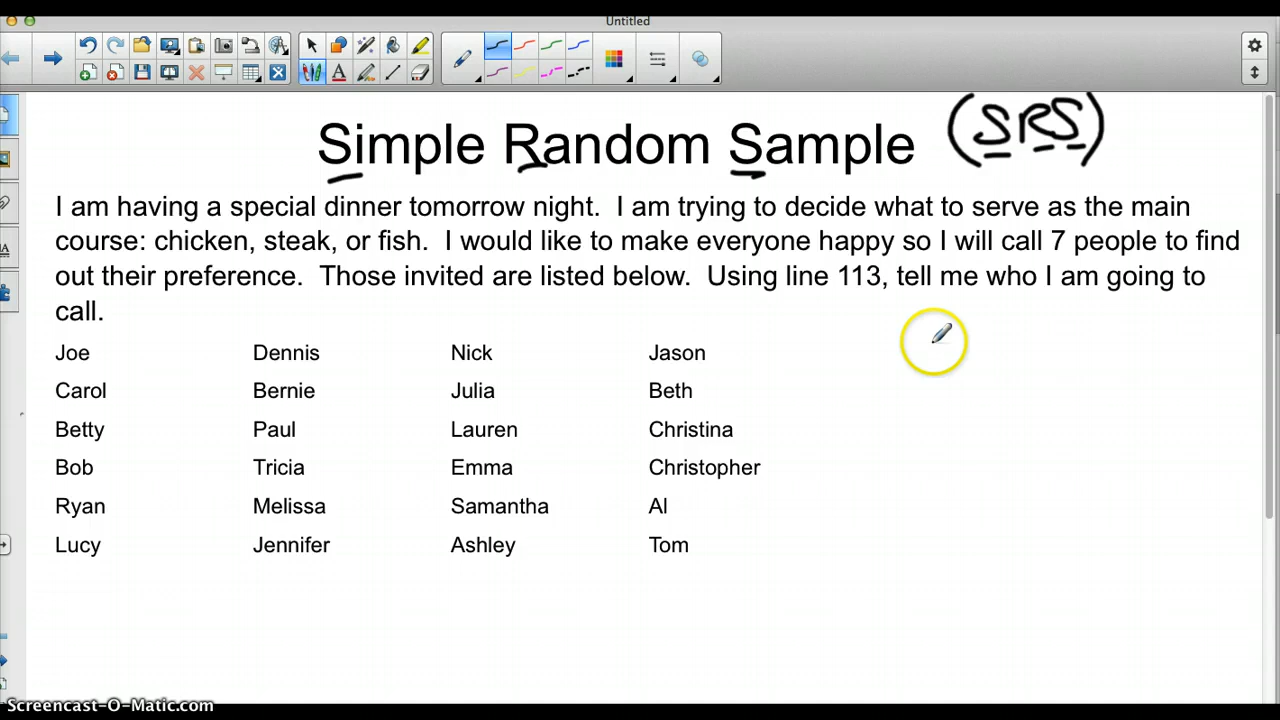 Untitled
Simple Random Sample (SRS)
I am having a special dinner tomorrow night. I am trying to decide what to serve as the main
course: chicken, steak, or fish. I would like to make everyone happy so I will call 7 people to find
out their preference. Those invited are listed below. Using line 113, tell me who I am going to
call.
Joe Dennis Nick Jason
Carol Bernie Julia Beth
Betty Paul Lauren Christina
Bob Tricia Emma Christopher
Ryan Melissa Samantha Al
Lucy Jennifer Ashley Tom
Screencast-O-Matic.com